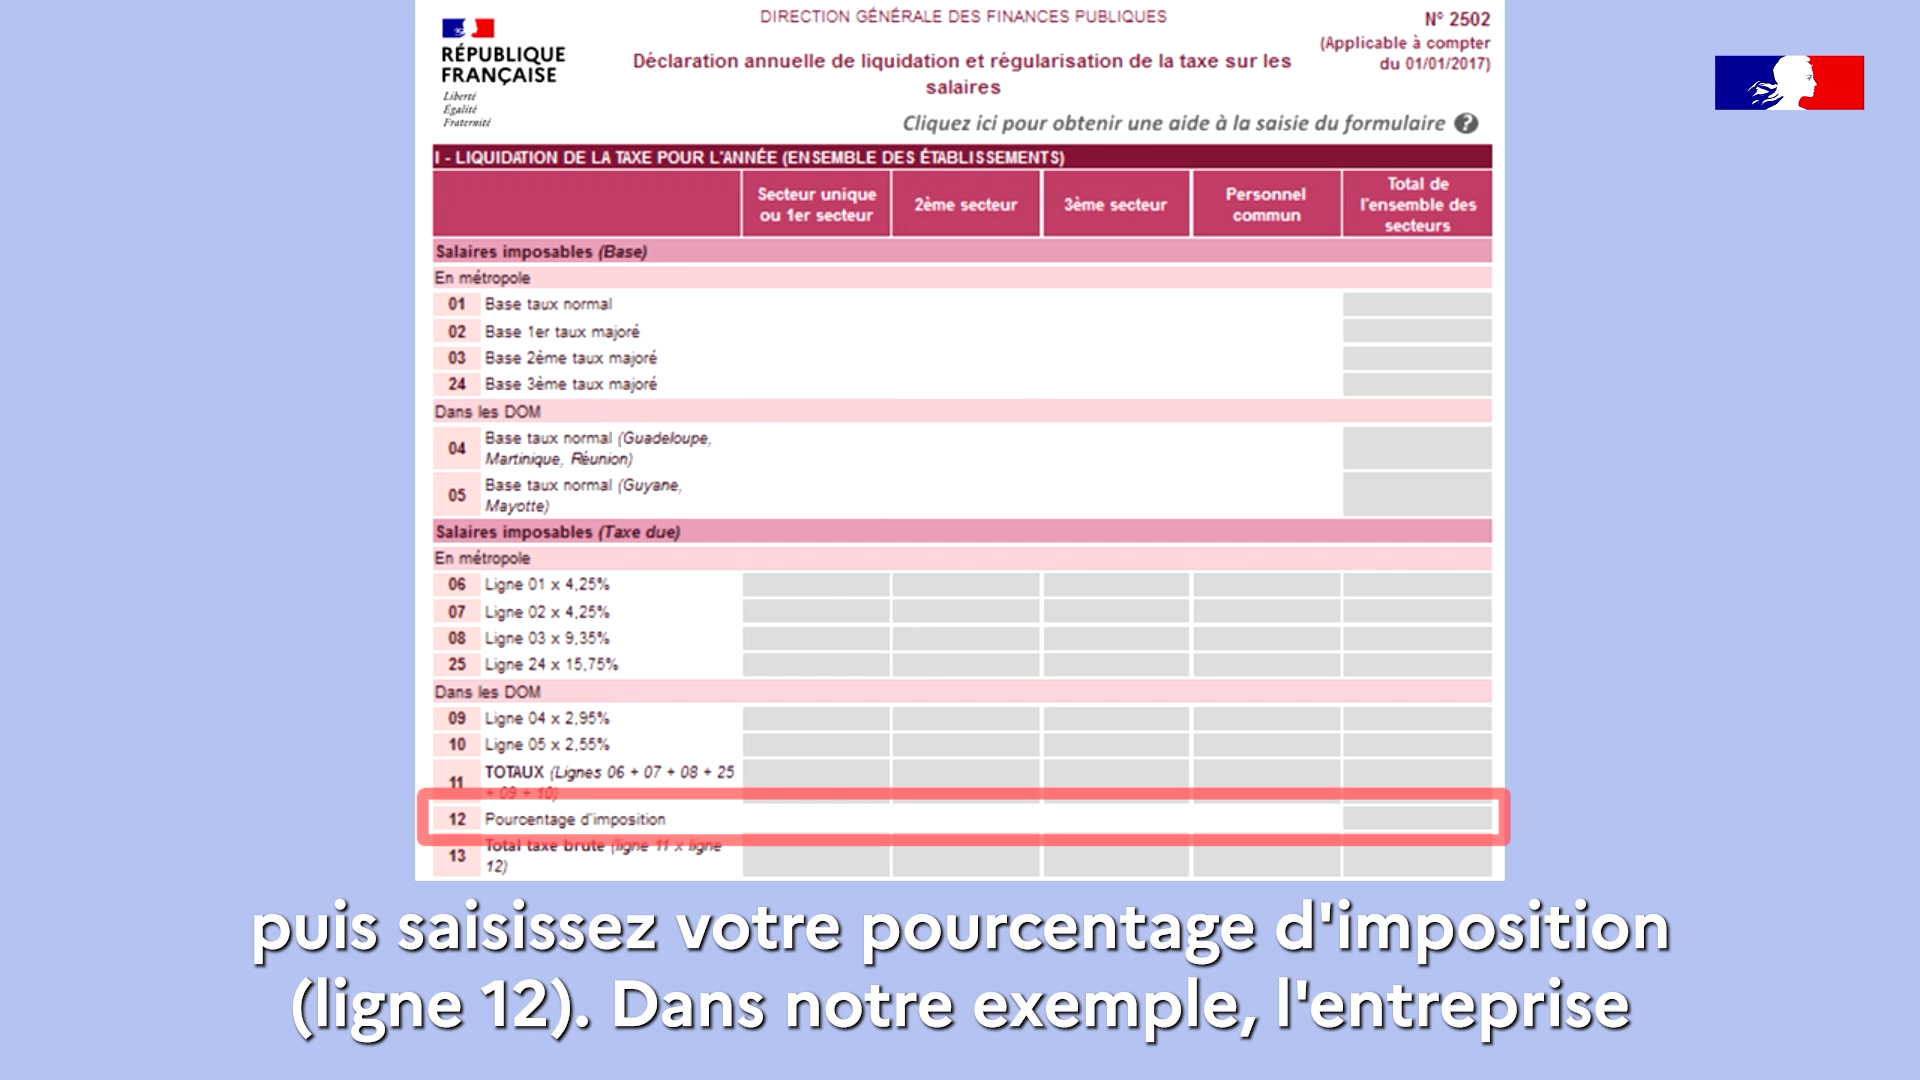 DIRECTION GÉNÉRALE DES FINANCES PUBLIQUES
N° 2502
(Applicable à compter
du 01/01/2017)
RÉPUBLIQUE
FRANÇAISE
Liberté
Égalité
Fraternité
Déclaration annuelle de liquidation et régularisation de la taxe sur les
salaires
Cliquez ici pour obtenir une aide à la saisie du formulaire ?
I - LIQUIDATION DE LA TAXE POUR L'ANNÉE (ENSEMBLE DES ÉTABLISSEMENTS)
Secteur unique
ou 1er secteur
2ème secteur
3ème secteur
Personnel
commun
Total de
l'ensemble des
secteurs
Salaires imposables (Base)
En métropole
01 Base taux normal
02 Base 1er taux majoré
03 Base 2ème taux majoré
24 Base 3ème taux majoré
Dans les DOM
04 Base taux normal (Guadeloupe,
Martinique, Réunion)
05 Base taux normal (Guyane,
Mayotte)
Salaires imposables (Taxe due)
En métropole
06 Ligne 01 x 4,25%
07 Ligne 02 x 4,25%
08 Ligne 03 x 9,35%
25 Ligne 24 x 15,75%
Dans les DOM
09 Ligne 04 x 2,95%
10 Ligne 05 x 2,55%
11 TOTAUX (Lignes 06 + 07 + 08 + 25
+ 09 + 10)
12 Pourcentage d'imposition
13 Total taxe brute (ligne 11 x ligne
12)
puis saisissez votre pourcentage d'imposition
(ligne 12). Dans notre exemple, l'entreprise